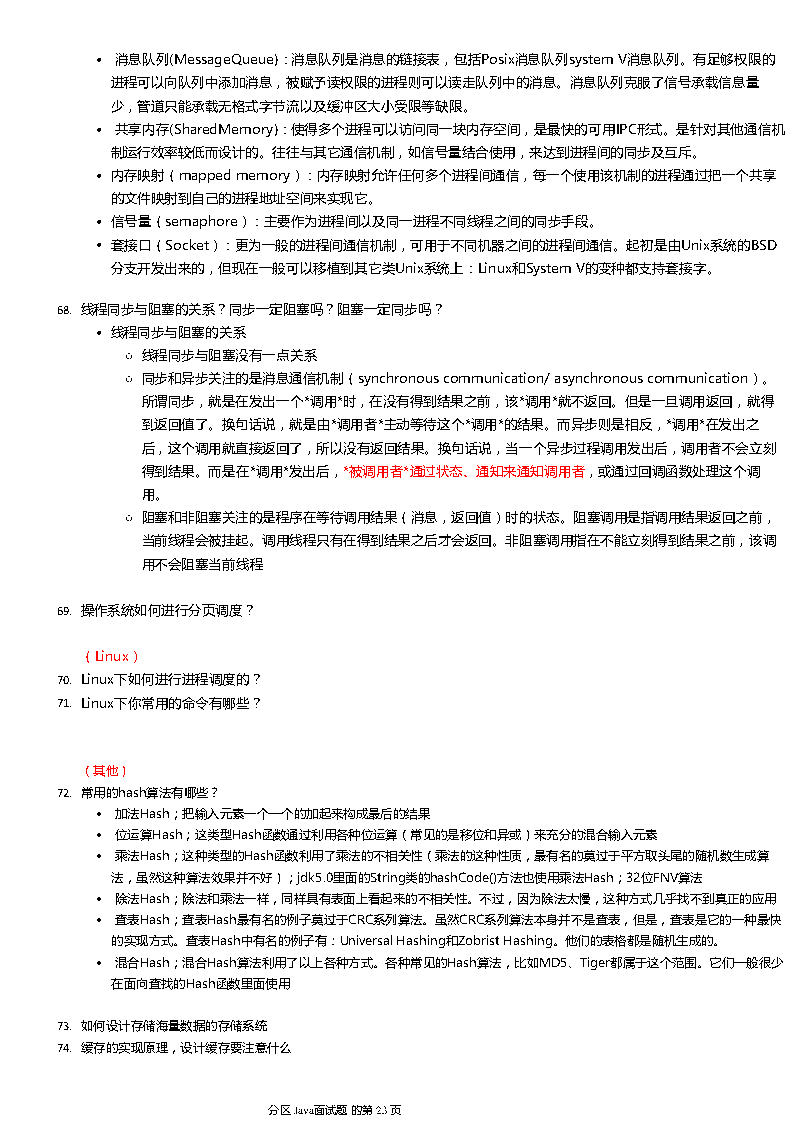 • 消息队列(MessageQueue)：消息队列是消息的链接表，包括Posix消息队列system V消息队列。有足够权限的
进程可以向队列中添加消息，被赋予读权限的进程则可以读走队列中的消息。消息队列克服了信号承载信息量
少，管道只能承载无格式字节流以及缓冲区大小受限等缺限。
• 共享内存(SharedMemory)：使得多个进程可以访问同一块内存空间，是最快的可用IPC形式。是针对其他通信机
制运行效率较低而设计的。往往与其它通信机制，如信号量结合使用，来达到进程间的同步及互斥。
• 内存映射（mapped memory）：内存映射允许任何多个进程间通信，每一个使用该机制的进程通过把一个共享
的文件映射到自己的进程地址空间来实现它。
• 信号量（semaphore）：主要作为进程间以及同一进程不同线程之间的同步手段。
• 套接口（Socket）：更为一般的进程间通信机制，可用于不同机器之间的进程间通信。起初是由Unix系统的BSD
分支开发出来的，但现在一般可以移植到其它类Unix系统上：Linux和System V的变种都支持套接字。
68. 线程同步与阻塞的关系？同步一定阻塞吗？阻塞一定同步吗？
• 线程同步与阻塞的关系
○ 线程同步与阻塞没有一点关系
○ 同步和异步关注的是消息通信机制（synchronous communication/ asynchronous communication）。
所谓同步，就是在发出一个*调用*时，在没有得到结果之前，该*调用*就不返回。但是一旦调用返回，就得
到返回值了。换句话说，就是由*调用者*主动等待这个*调用*的结果。而异步则是相反，*调用*在发出之
后，这个调用就直接返回了，所以没有返回结果。换句话说，当一个异步过程调用发出后，调用者不会立刻
得到结果。而是在*调用*发出后，*被调用者*通过状态、通知来通知调用者，或通过回调函数处理这个调
用。
○ 阻塞和非阻塞关注的是程序在等待调用结果（消息，返回值）时的状态。阻塞调用是指调用结果返回之前，
当前线程会被挂起。调用线程只有在得到结果之后才会返回。非阻塞调用指在不能立刻得到结果之前，该调
用不会阻塞当前线程
69. 操作系统如何进行分页调度？
（Linux）
70. Linux下如何进行进程调度的？
71. Linux下你常用的命令有哪些？
（其他）
72. 常用的hash算法有哪些？
• 加法Hash；把输入元素一个一个的加起来构成最后的结果
• 位运算Hash；这类型Hash函数通过利用各种位运算（常见的是移位和异或）来充分的混合输入元素
• 乘法Hash；这种类型的Hash函数利用了乘法的不相关性（乘法的这种性质，最有名的莫过于平方取头尾的随机数生成算
法，虽然这种算法效果并不好）；jdk5.0里面的String类的hashCode()方法也使用乘法Hash；32位FNV算法
• 除法Hash；除法和乘法一样，同样具有表面上看起来的不相关性。不过，因为除法太慢，这种方式几乎找不到真正的应用
• 查表Hash；查表Hash最有名的例子莫过于CRC系列算法。虽然CRC系列算法本身并不是查表，但是，查表是它的一种最快
的实现方式。查表Hash中有名的例子有：Universal Hashing和Zobrist Hashing。他们的表格都是随机生成的。
• 混合Hash；混合Hash算法利用了以上各种方式。各种常见的Hash算法，比如MD5、Tiger都属于这个范围。它们一般很少
在面向查找的Hash函数里面使用
73. 如何设计存储海量数据的存储系统
74. 缓存的实现原理，设计缓存要注意什么
分区 Java面试题 的第 23 页